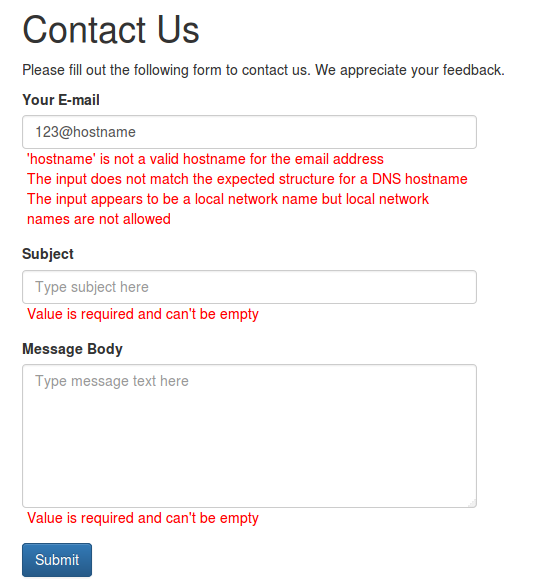 Contact Us
Please fill out the following form to contact us. We appreciate your feedback.
Your E-mail
123@hostname
'hostname' is not a valid hostname for the email address
The input does not match the expected structure for a DNS hostname
The input appears to be a local network name but local network
names are not allowed
Subject
Type subject here
Value is required and can't be empty
Message Body
Type message text here
Value is required and can't be empty
Submit